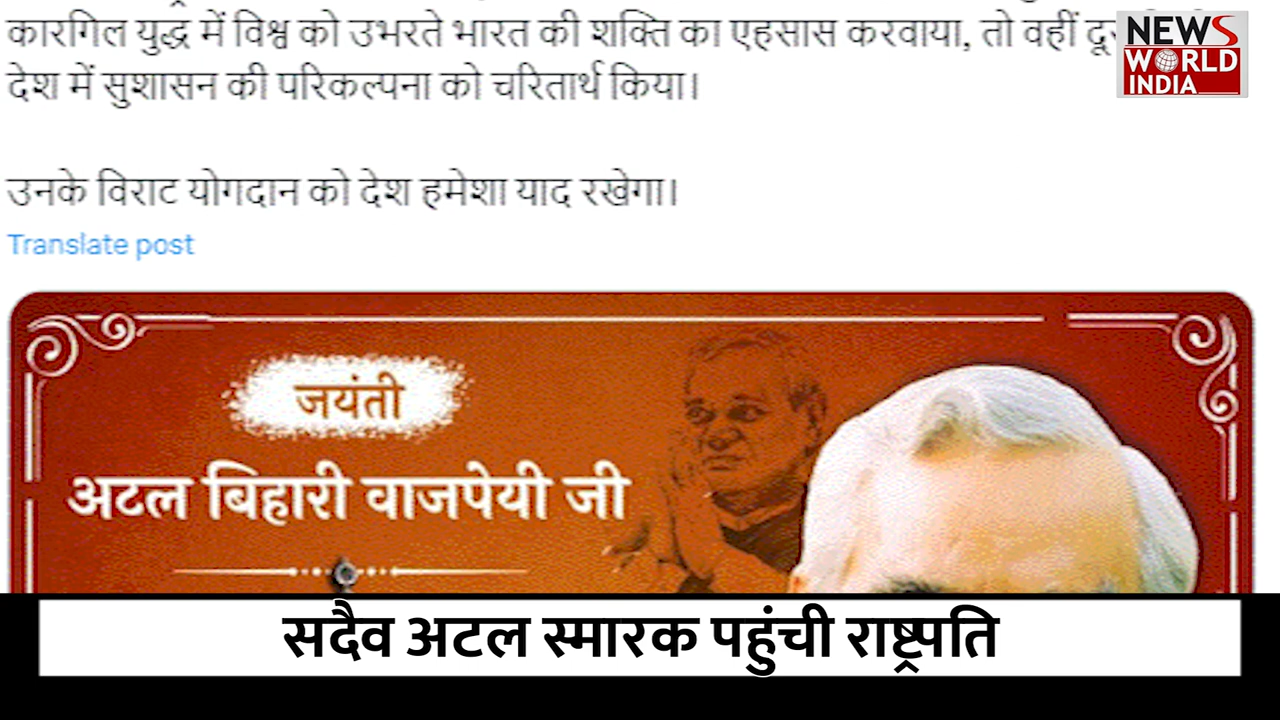 कारगिल युद्ध में विश्व को उभरते भारत की शक्ति का एहसास करवाया, तो वहीं
देश में सुशासन की परिकल्पना को चरितार्थ किया।
उनके विराट योगदान को देश हमेशा याद रखेगा।
Translate post
NEWS
WORLD
INDIA
जयंती
अटल बिहारी वाजपेयी जी
सदैव अटल स्मारक पहुंची राष्ट्रपति